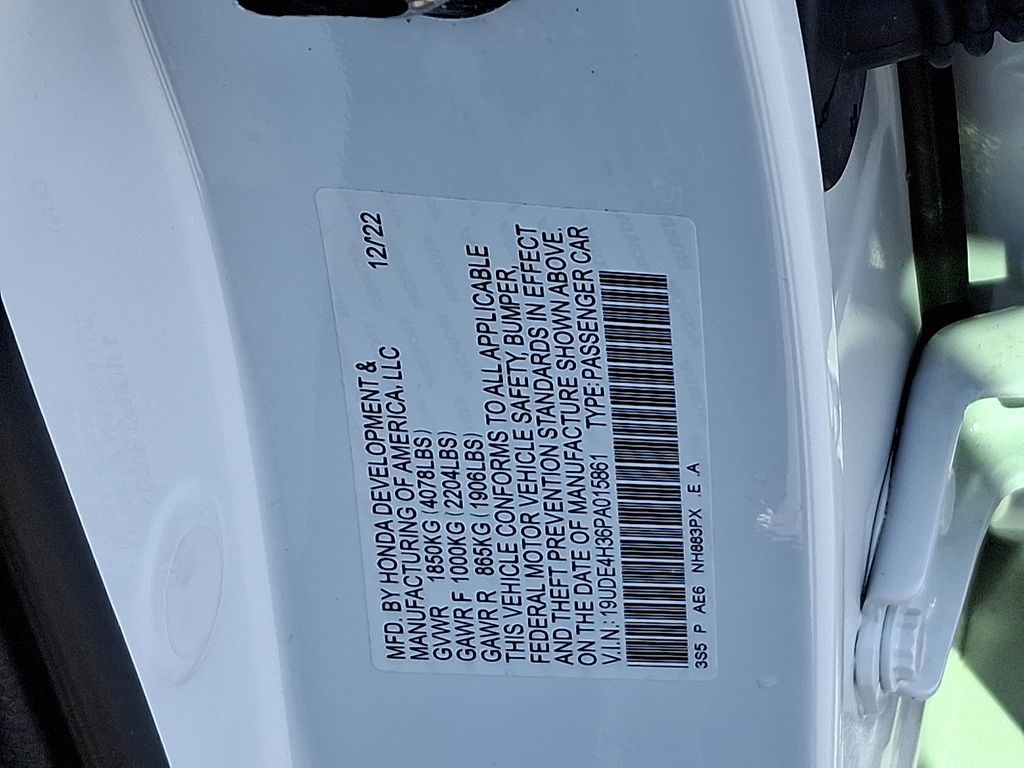 MFD. BY HONDA DEVELOPMENT & 12/22
MANUFACTURING OF AMERICA, LLC
GVWR 1850KG (4078LBS)
GAWR F 1000KG (2204LBS)
GAWR R 865KG (1906LBS)
THIS VEHICLE CONFORMS TO ALL APPLICABLE
FEDERAL MOTOR VEHICLE SAFETY, BUMPER,
AND THEFT PREVENTION STANDARDS IN EFFECT
ON THE DATE OF MANUFACTURE SHOWN ABOVE.
V.I.N.: 19UDE4H36PA015861 TYPE: PASSENGER CAR
3S5 P AE6 NH883PX .E .A